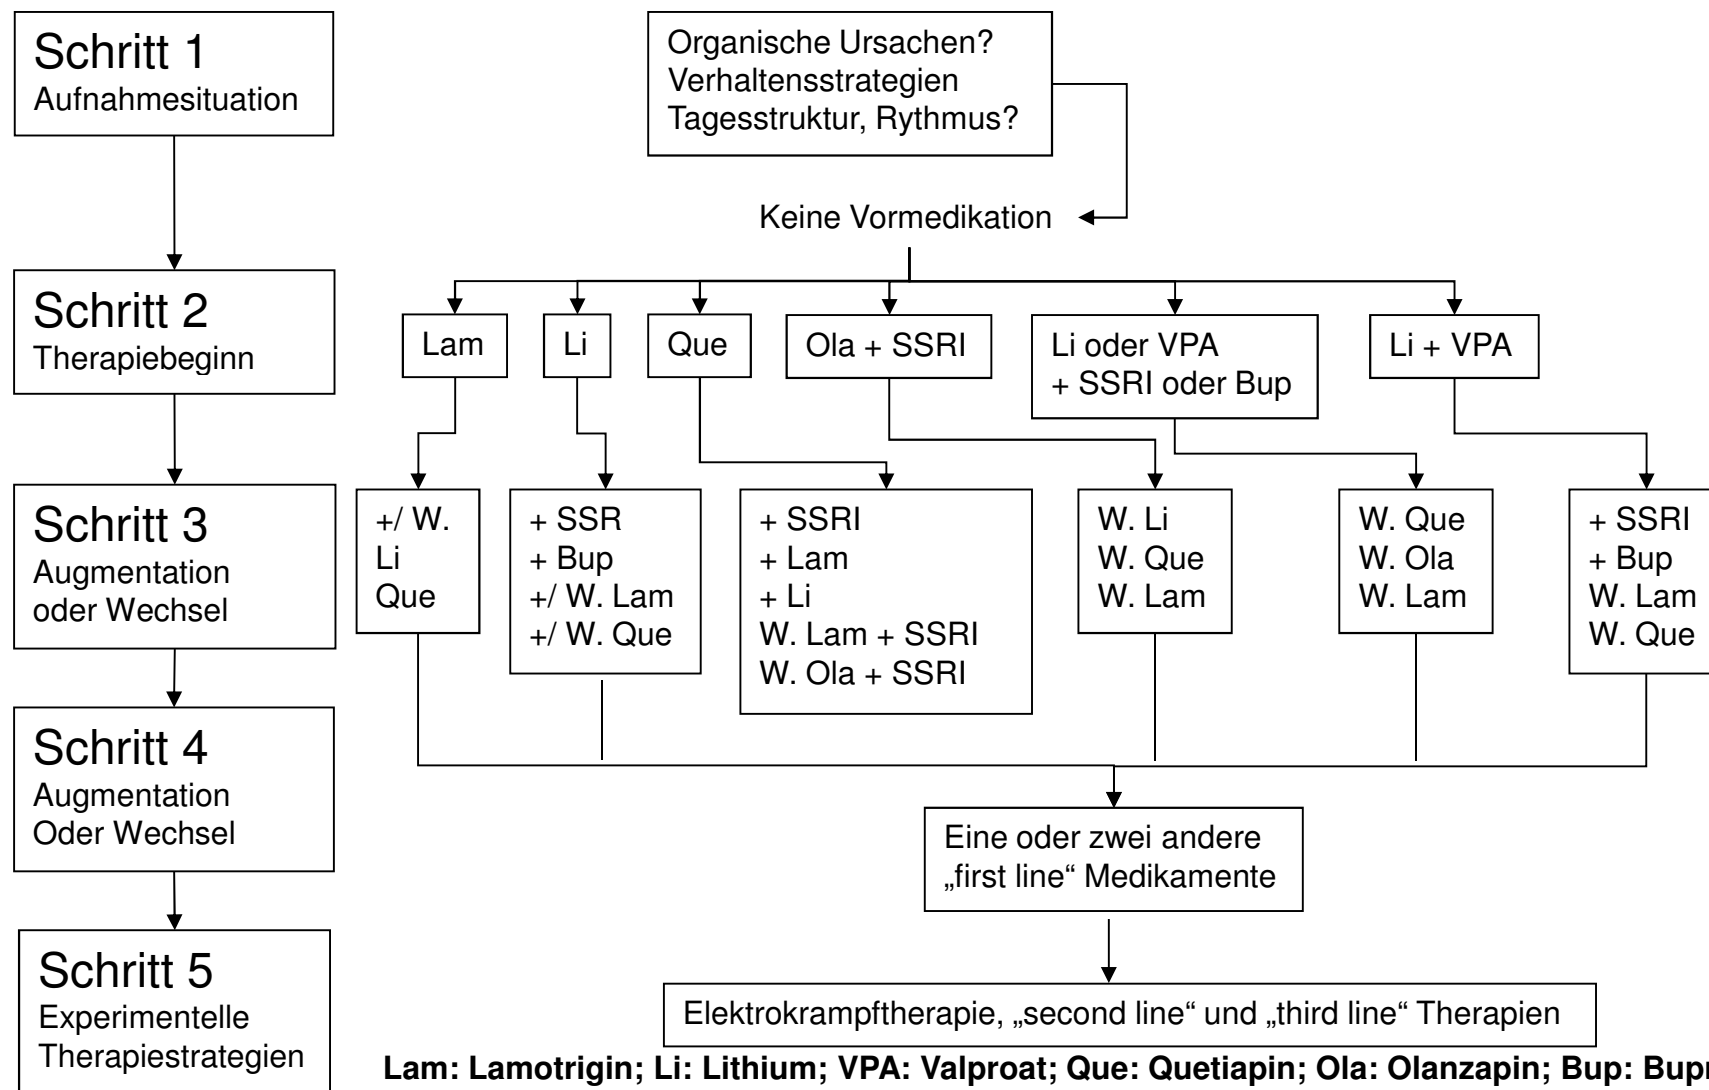 Schritt 1
Aufnahmesituation
Organische Ursachen?
Verhaltensstrategien
Tagesstruktur, Rythmus?
Keine Vormedikation
Schritt 2
Therapiebeginn
Lam
Li
Que
Ola + SSRI
Li oder VPA
+ SSRI oder Bup
Li + VPA
Schritt 3
Augmentation
oder Wechsel
+/ W.
Li
Que
+ SSR
+ Bup
+/ W. Lam
+/ W. Que
+ SSRI
+ Lam
+ Li
W. Lam + SSRI
W. Ola + SSRI
W. Li
W. Que
W. Lam
W. Que
W. Ola
W. Lam
+ SSRI
+ Bup
W. Lam
W. Que
Schritt 4
Augmentation
Oder Wechsel
Eine oder zwei andere
„first line“ Medikamente
Schritt 5
Experimentelle
Therapiestrategien
Elektrokrampftherapie, „second line“ und „third line“ Therapien
Lam: Lamotrigin; Li: Lithium; VPA: Valproat; Que: Quetiapin; Ola: Olanzapin; Bup: